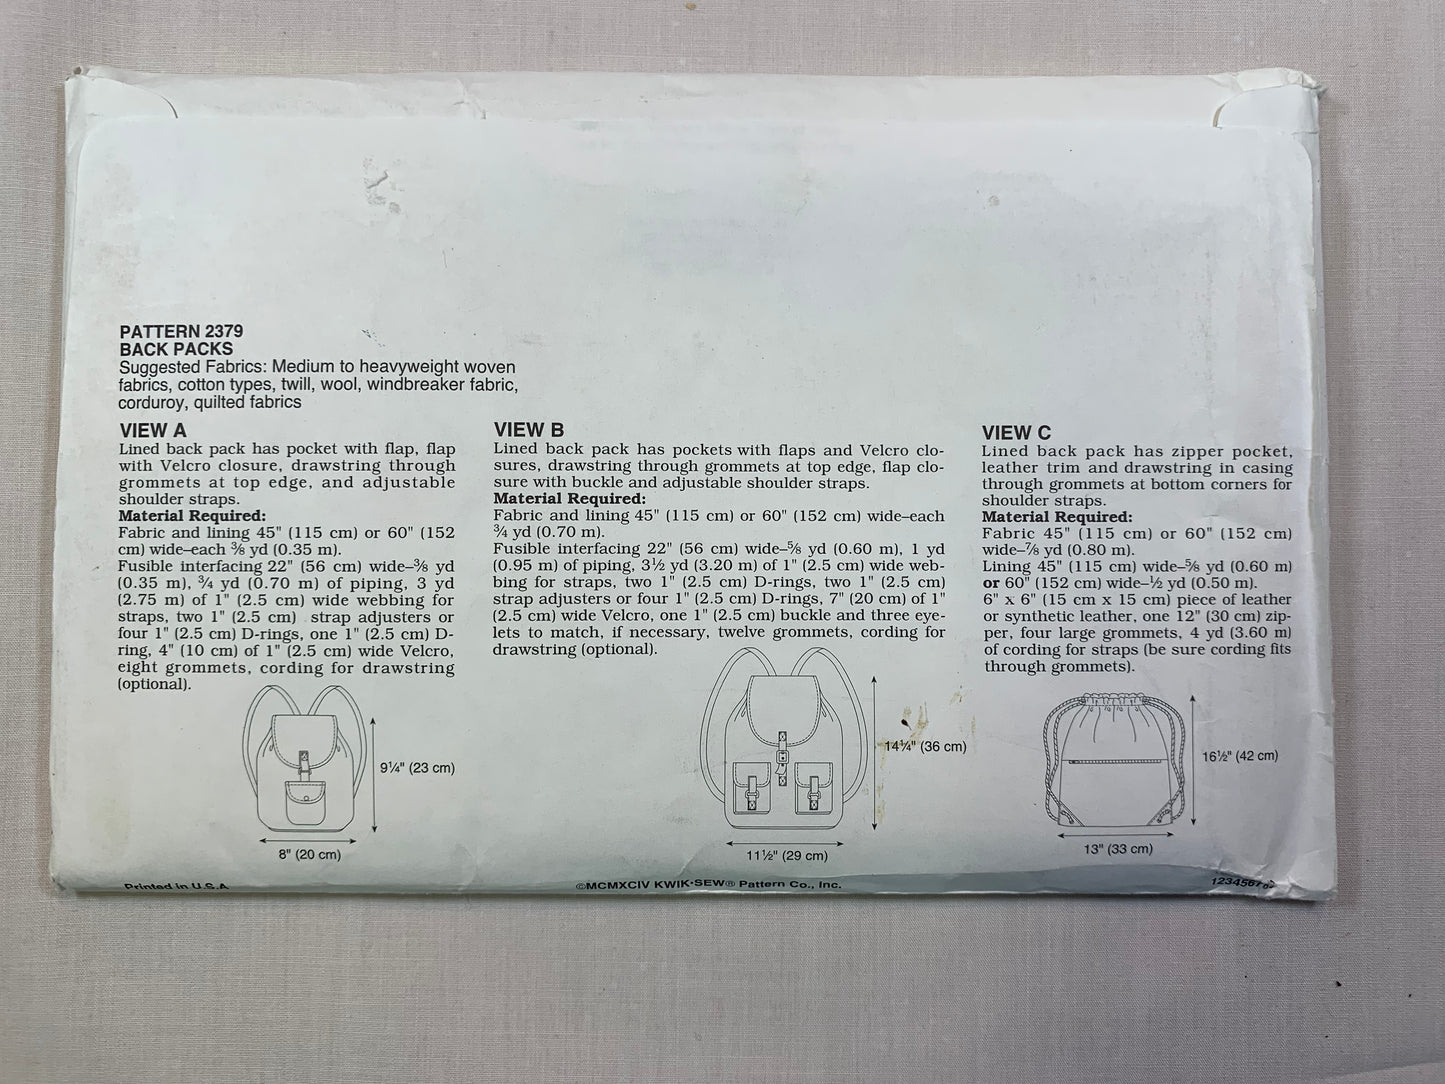 PATTERN 2379
BACK PACKS
Suggested Fabrics: Medium to heavyweight woven
fabrics, cotton types, twill, wool, windbreaker fabric,
corduroy, quilted fabrics
VIEW A
Lined back pack has pocket with flap, flap
with Velcro closure, drawstring through
grommets at top edge, and adjustable
shoulder straps.
Material Required:
Fabric and lining 45" (115 cm) or 60" (152
cm) wide–each ⅜ yd (0.35 m).
Fusible interfacing 22" (56 cm) wide–⅜ yd
(0.35 m), ¾ yd (0.70 m) of piping, 3 yd
(2.75 m) of 1" (2.5 cm) wide webbing for
straps, two 1" (2.5 cm) strap adjusters or
four 1" (2.5 cm) D-rings, one 1" (2.5 cm) D-
ring, 4" (10 cm) of 1" (2.5 cm) wide Velcro,
eight grommets, cording for drawstring
(optional).
9¼" (23 cm)
8" (20 cm)
VIEW B
Lined back pack has pockets with flaps and Velcro clo-
sures, drawstring through grommets at top edge, flap clo-
sure with buckle and adjustable shoulder straps.
Material Required:
Fabric and lining 45" (115 cm) or 60" (152 cm) wide–each
¾ yd (0.70 m).
Fusible interfacing 22" (56 cm) wide–⅝ yd (0.60 m), 1 yd
(0.95 m) of piping, 3½ yd (3.20 m) of 1" (2.5 cm) wide web-
bing for straps, two 1" (2.5 cm) D-rings, two 1" (2.5 cm)
strap adjusters or four 1" (2.5 cm) D-rings, 7" (20 cm) of 1"
(2.5 cm) wide Velcro, one 1" (2.5 cm) buckle and three eye-
lets to match, if necessary, twelve grommets, cording for
drawstring (optional).
14¼" (36 cm)
11½" (29 cm)
VIEW C
Lined back pack has zipper pocket,
leather trim and drawstring in casing
through grommets at bottom corners for
shoulder straps.
Material Required:
Fabric 45" (115 cm) or 60" (152 cm)
wide–⅞ yd (0.80 m).
Lining 45" (115 cm) wide–⅝ yd (0.60 m)
or 60" (152 cm) wide–½ yd (0.50 m).
6" x 6" (15 cm x 15 cm) piece of leather
or synthetic leather, one 12" (30 cm) zip-
per, four large grommets, 4 yd (3.60 m)
of cording for straps (be sure cording fits
through grommets).
16½" (42 cm)
13" (33 cm)
Printed in U.S.A
©MCMXCIV KWIK•SEW® Pattern Co., Inc.